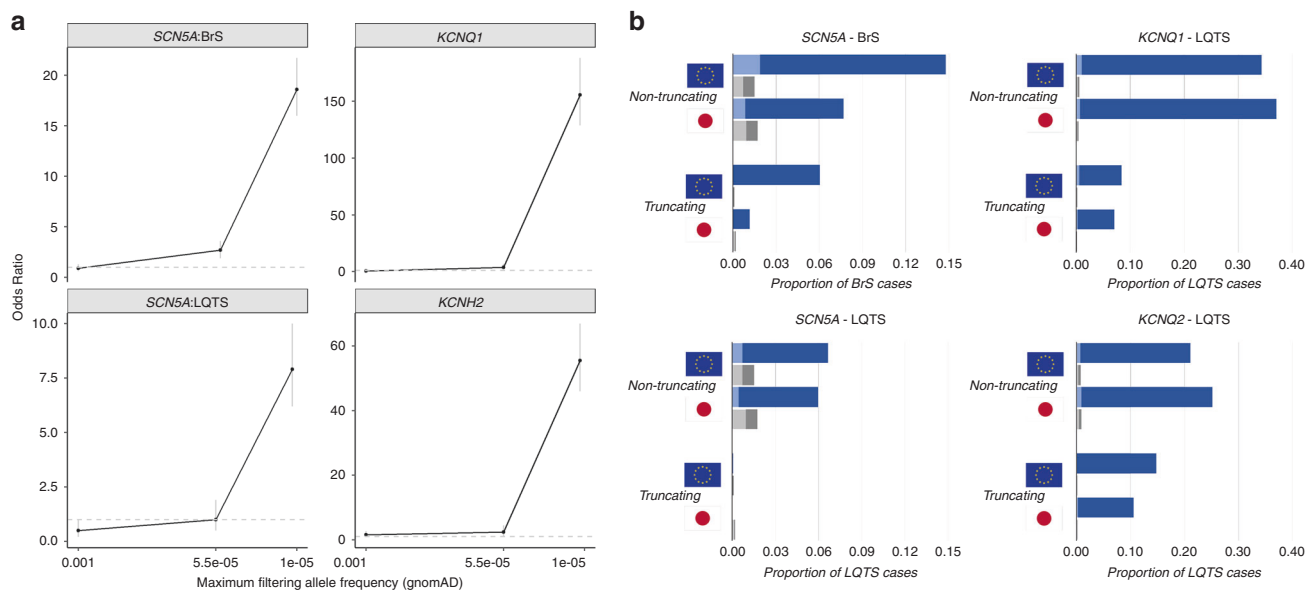 a
SCN5A:BrS
KCNQ1
20
15
10
5
0
150
100
50
0
SCN5A:LQTS
KCNH2
10.0
7.5
5.0
2.5
0.0
60
40
20
0
Odds Ratio
0.001
5.5e-05
1e-05
0.001
5.5e-05
1e-05
Maximum filtering allele frequency (gnomAD)
b
SCN5A - BrS
Non-truncating
Truncating
0.00 0.03 0.06 0.09 0.12 0.15
Proportion of BrS cases
KCNQ1 - LQTS
Non-truncating
Truncating
0.00 0.10 0.20 0.30 0.40
Proportion of LQTS cases
SCN5A - LQTS
Non-truncating
Truncating
0.00 0.03 0.06 0.09 0.12 0.15
Proportion of LQTS cases
KCNQ2 - LQTS
Non-truncating
Truncating
0.00 0.10 0.20 0.30 0.40
Proportion of LQTS cases